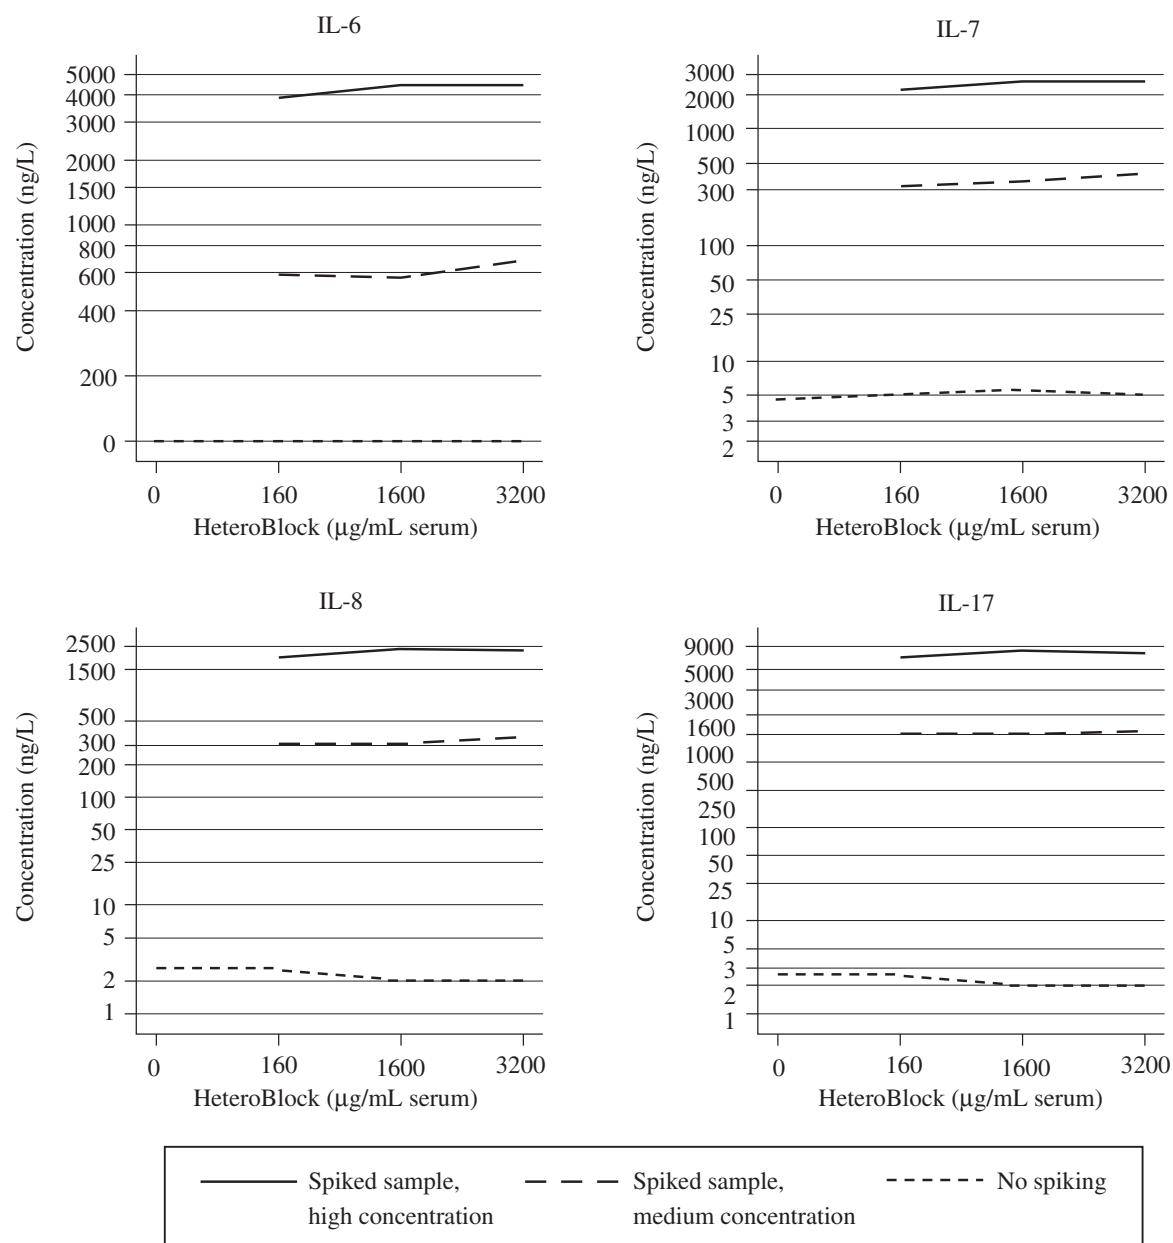 IL-6
Concentration (ng/L)
5000
4000
3000
2000
1500
1000
800
600
400
200
0
0 160 1600 3200
HeteroBlock (μg/mL serum)
IL-7
Concentration (ng/L)
3000
2000
1000
500
300
100
50
25
10
5
3
2
0 160 1600 3200
HeteroBlock (μg/mL serum)
IL-8
Concentration (ng/L)
2500
1500
500
300
200
100
50
25
10
5
2
1
0 160 1600 3200
HeteroBlock (μg/mL serum)
IL-17
Concentration (ng/L)
9000
5000
3000
1600
1000
500
250
100
50
25
10
5
3
2
1
0 160 1600 3200
HeteroBlock (μg/mL serum)
Spiked sample,
high concentration
Spiked sample,
medium concentration
No spiking